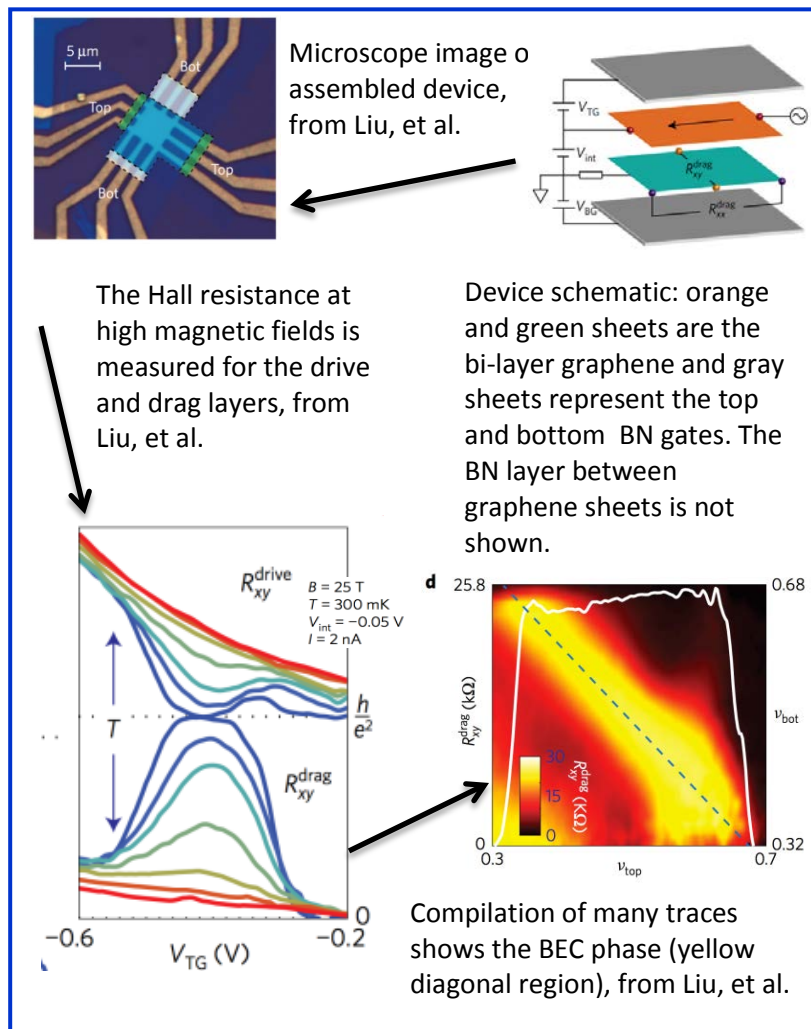 5 µm
Bot
Top
Top
Bot
Microscope image o
assembled device,
from Liu, et al.
V_TG
V_int
V_BG
R_xy^drag
R_xx^drag
The Hall resistance at
high magnetic fields is
measured for the drive
and drag layers, from
Liu, et al.
Device schematic: orange
and green sheets are the
bi-layer graphene and gray
sheets represent the top
and bottom BN gates. The
BN layer between
graphene sheets is not
shown.
R_xy^drive
B = 25 T
T = 300 mK
V_int = −0.05 V
I = 2 nA
T
h/e²
R_xy^drag
0
−0.6
−0.2
V_TG (V)
d
25.8
0.68
R_xy^drag (kΩ)
ν_bot
30
15
0
R_xy^drag (KΩ)
0
0.32
0.3
0.7
ν_top
Compilation of many traces
shows the BEC phase (yellow
diagonal region), from Liu, et al.